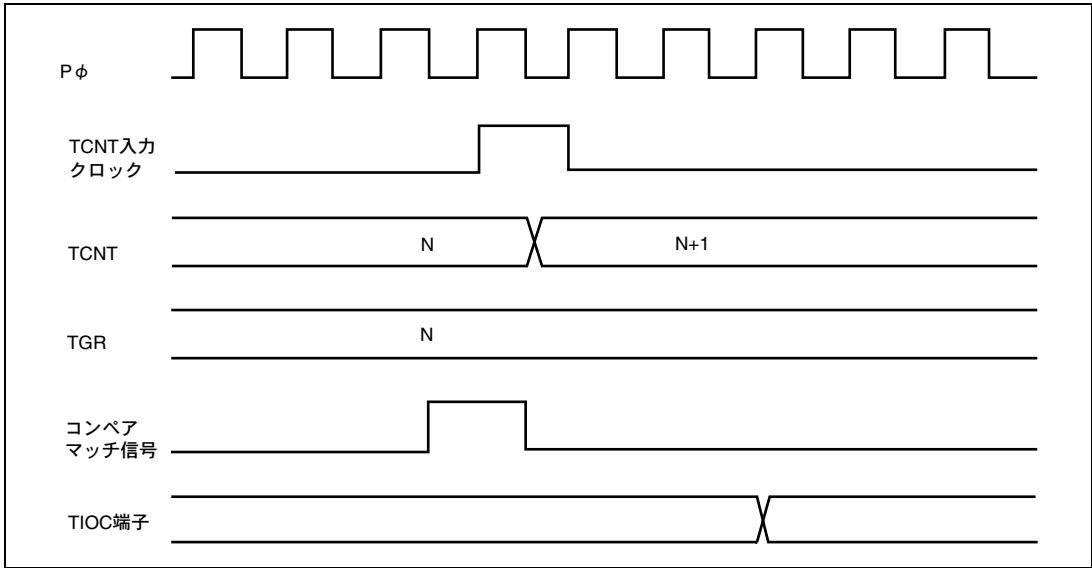 Pφ
TCNT入力
クロック
TCNT
N
N+1
TGR
N
コンペア
マッチ信号
TIOC端子